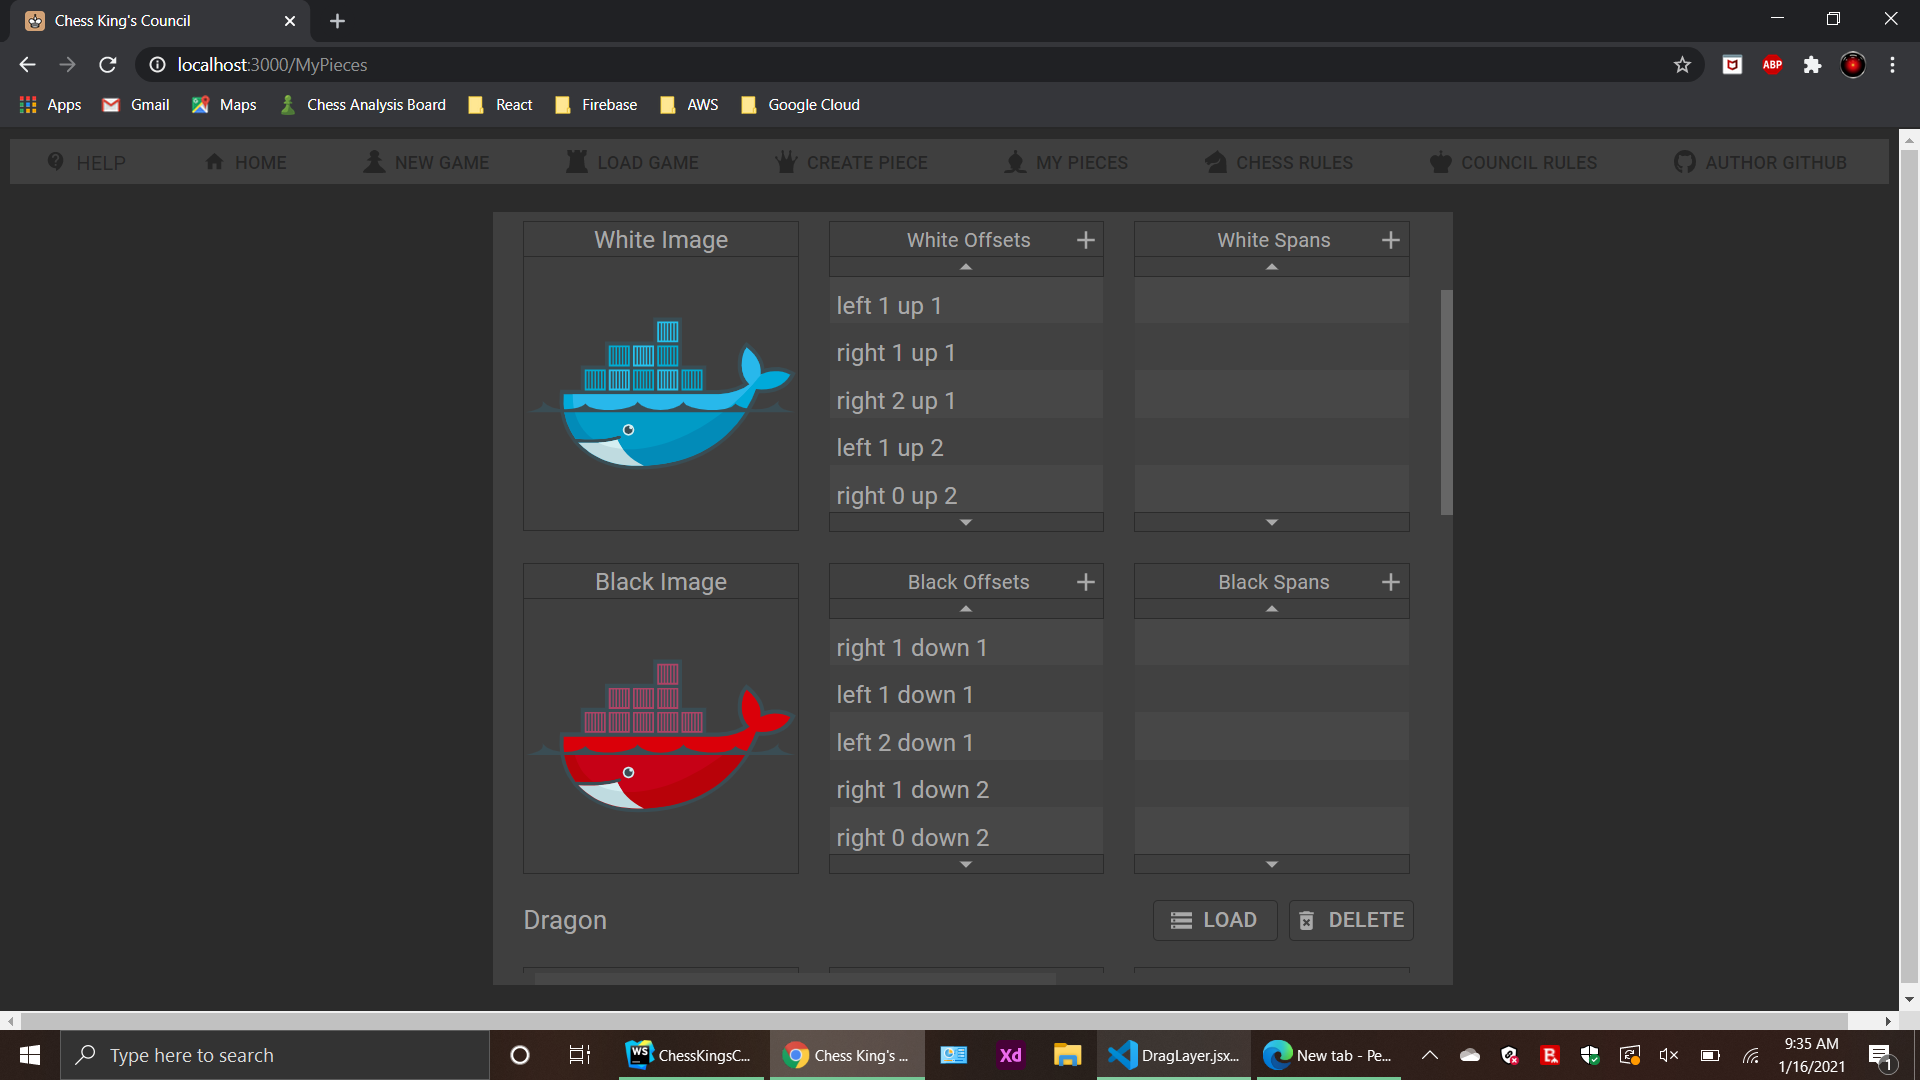 Chess King's Council
localhost:3000/MyPieces
ABP
Apps Gmail Maps Chess Analysis Board React Firebase AWS Google Cloud
HELP HOME NEW GAME LOAD GAME CREATE PIECE MY PIECES CHESS RULES COUNCIL RULES AUTHOR GITHUB
White Image White Offsets White Spans
left 1 up 1
right 1 up 1
right 2 up 1
left 1 up 2
right 0 up 2
Black Image Black Offsets Black Spans
right 1 down 1
left 1 down 1
left 2 down 1
right 1 down 2
right 0 down 2
Dragon LOAD DELETE
Type here to search WS ChessKingsC... Chess King's ... Xd DragLayer.jsx... New tab - Pe... 9:35 AM
1/16/2021
1